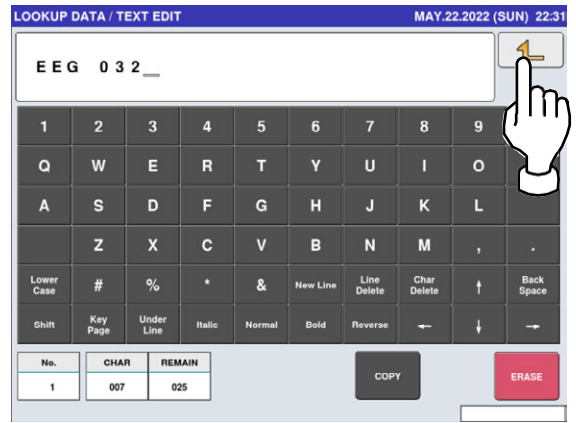 LOOKUP DATA / TEXT EDIT MAY.22.2022 (SUN) 22:31
EEG 032_
1 2 3 4 5 6 7 8 9
Q W E R T Y U I O
A S D F G H J K L
Z X C V B N M , .
Lower Case # % * & New Line Line Delete Char Delete ↑ Back Space
Shift Key Page Under Line Italic Normal Bold Reverse ← ↓ →
No. CHAR REMAIN
1 007 025
COPY ERASE